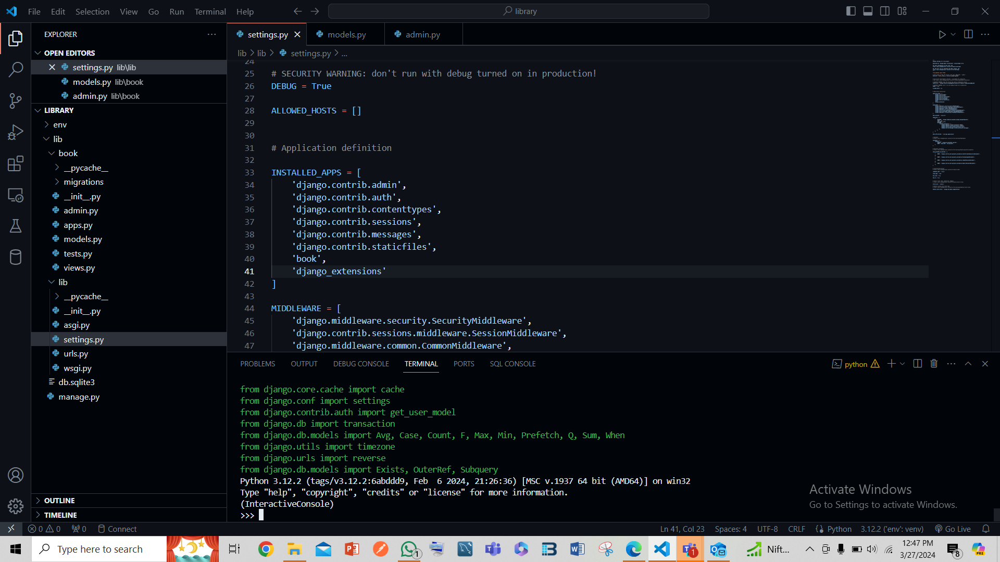 File Edit Selection View Go Run Terminal Help
library
EXPLORER
OPEN EDITORS
settings.py lib\lib
models.py lib\book
admin.py lib\book
LIBRARY
env
lib
book
__pycache__
migrations
__init__.py
admin.py
apps.py
models.py
tests.py
views.py
lib
__pycache__
__init__.py
asgi.py
settings.py
urls.py
wsgi.py
db.sqlite3
manage.py
OUTLINE
TIMELINE
settings.py models.py admin.py
lib > lib > settings.py > ...
24
25 # SECURITY WARNING: don't run with debug turned on in production!
26 DEBUG = True
27
28 ALLOWED_HOSTS = []
29
30
31 # Application definition
32
33 INSTALLED_APPS = [
34 'django.contrib.admin',
35 'django.contrib.auth',
36 'django.contrib.contenttypes',
37 'django.contrib.sessions',
38 'django.contrib.messages',
39 'django.contrib.staticfiles',
40 'book',
41 'django_extensions'
42 ]
43
44 MIDDLEWARE = [
45 'django.middleware.security.SecurityMiddleware',
46 'django.contrib.sessions.middleware.SessionMiddleware',
47 'django.middleware.common.CommonMiddleware',
PROBLEMS OUTPUT DEBUG CONSOLE TERMINAL PORTS SQL CONSOLE
python
from django.core.cache import cache
from django.conf import settings
from django.contrib.auth import get_user_model
from django.db import transaction
from django.db.models import Avg, Case, Count, F, Max, Min, Prefetch, Q, Sum, When
from django.utils import timezone
from django.urls import reverse
from django.db.models import Exists, OuterRef, Subquery
Python 3.12.2 (tags/v3.12.2:6abddd9, Feb  6 2024, 21:26:36) [MSC v.1937 64 bit (AMD64)] on win32
Type "help", "copyright", "credits" or "license" for more information.
(InteractiveConsole)
>>>
Activate Windows
Go to Settings to activate Windows.
0 0 0 Connect
Ln 41, Col 23 Spaces: 4 UTF-8 CRLF Python 3.12.2 ('env': venv) Go Live
Type here to search
1
1
Nift...
12:47 PM
3/27/2024
8
PRE